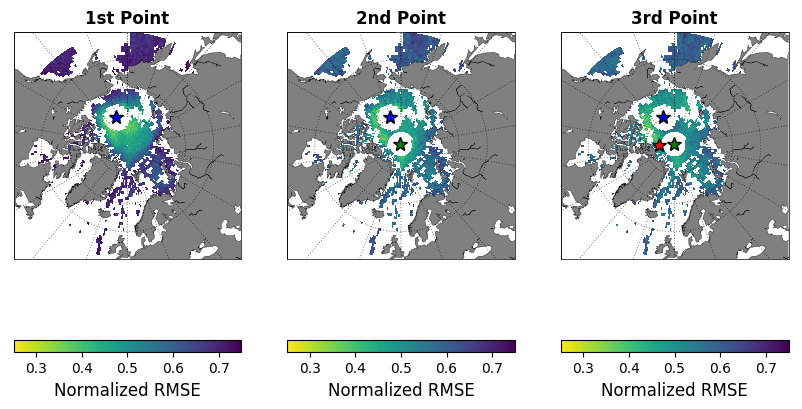 1st Point 2nd Point 3rd Point
0.3 0.4 0.5 0.6 0.7 0.3 0.4 0.5 0.6 0.7 0.3 0.4 0.5 0.6 0.7
Normalized RMSE Normalized RMSE Normalized RMSE